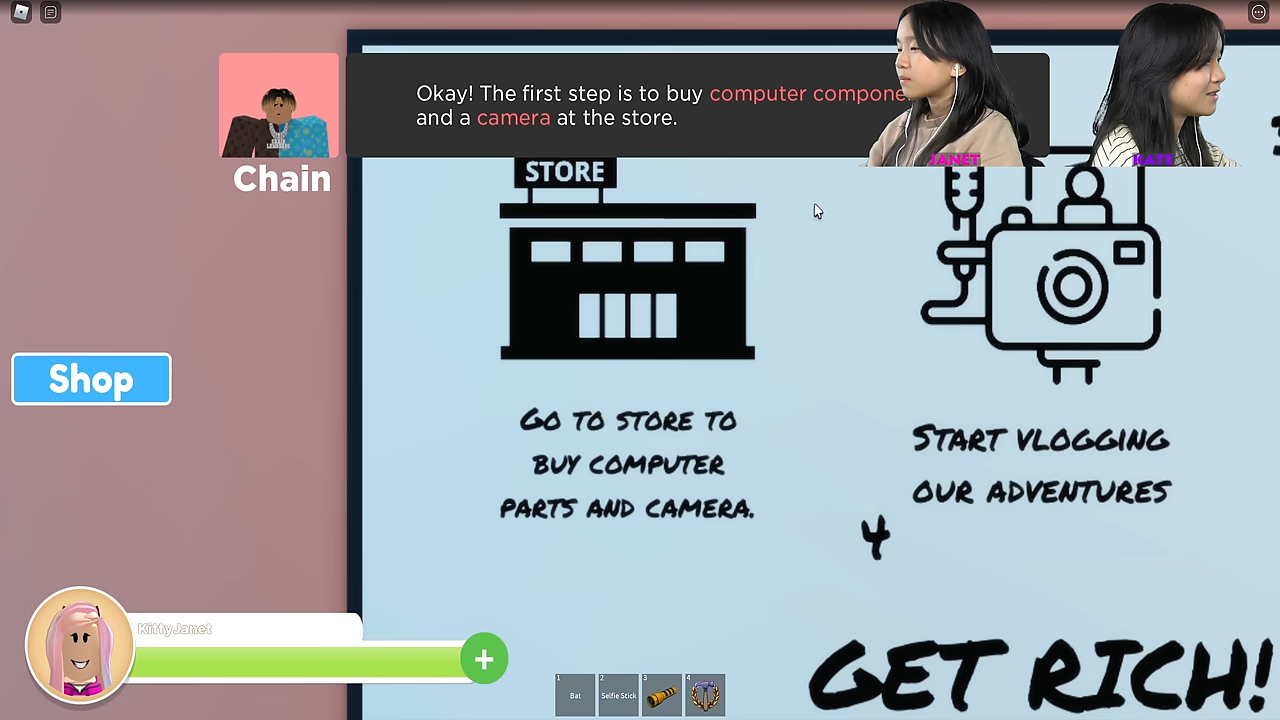 Okay! The first step is to buy computer
and a camera at the store.
JANET
KATE
Chain
STORE
Shop
GO TO STORE TO
BUY COMPUTER
PARTS AND CAMERA.
START VLOGGING
OUR ADVENTURES
4
GET RICH!
KittyJanet
+
1
Bat
2
Selfie Stick
3
4